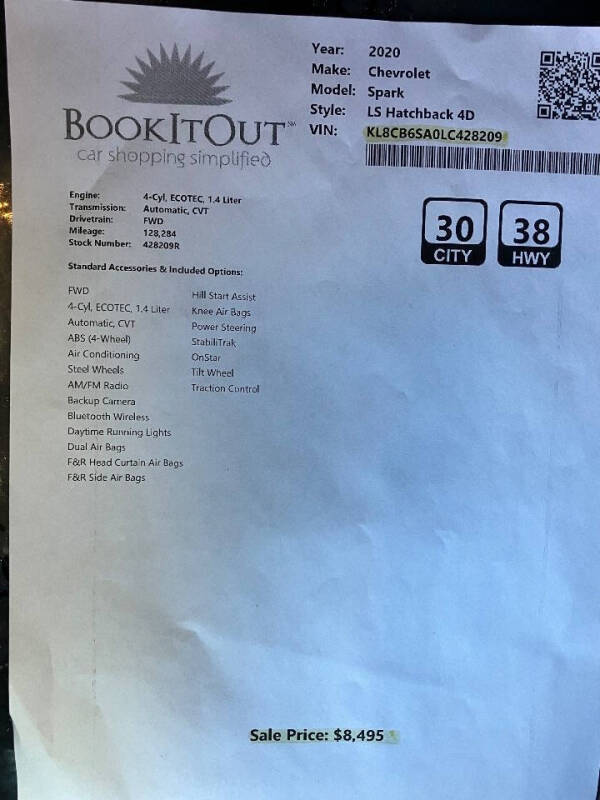 BookItOut
car shopping simplified
Year: 2020
Make: Chevrolet
Model: Spark
Style: LS Hatchback 4D
VIN: KL8CB6SA0LC428209
Engine: 4-Cyl, ECOTEC, 1.4 Liter
Transmission: Automatic, CVT
Drivetrain: FWD
Mileage: 128,284
Stock Number: 428209R
30 CITY
38 HWY
Standard Accessories & Included Options:
FWD
4-Cyl, ECOTEC, 1.4 Liter
Automatic, CVT
ABS (4-Wheel)
Air Conditioning
Steel Wheels
AM/FM Radio
Backup Camera
Bluetooth Wireless
Daytime Running Lights
Dual Air Bags
F&R Head Curtain Air Bags
F&R Side Air Bags
Hill Start Assist
Knee Air Bags
Power Steering
StabiliTrak
OnStar
Tilt Wheel
Traction Control
Sale Price: $8,495